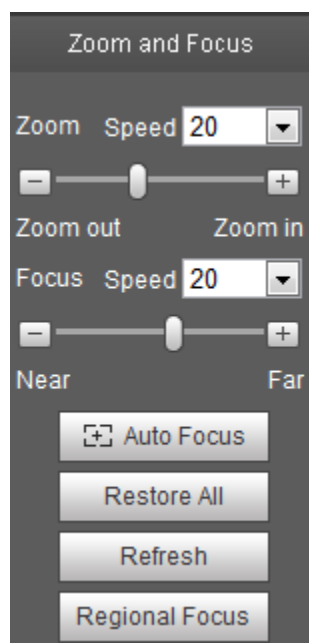 Zoom and Focus
Zoom Speed 20
Zoom out Zoom in
Focus Speed 20
Near Far
Auto Focus
Restore All
Refresh
Regional Focus